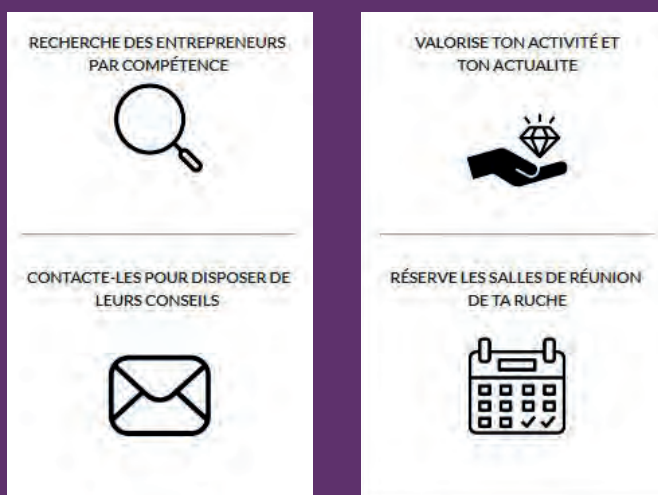 RECHERCHE DES ENTREPRENEURS
PAR COMPÉTENCE
CONTACTE-LES POUR DISPOSER DE
LEURS CONSEILS
VALORISE TON ACTIVITÉ ET
TON ACTUALITE
RÉSERVE LES SALLES DE RÉUNION
DE TA RUCHE